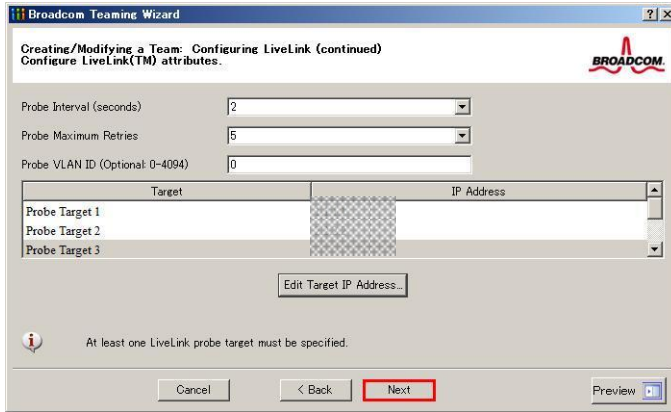 Broadcom Teaming Wizard
Creating/Modifying a Team: Configuring LiveLink (continued)
Configure LiveLink(TM) attributes.
BROADCOM.
Probe Interval (seconds) 2
Probe Maximum Retries 5
Probe VLAN ID (Optional: 0-4094) 0
Target IP Address
Probe Target 1
Probe Target 2
Probe Target 3
Edit Target IP Address...
At least one LiveLink probe target must be specified.
Cancel < Back Next Preview